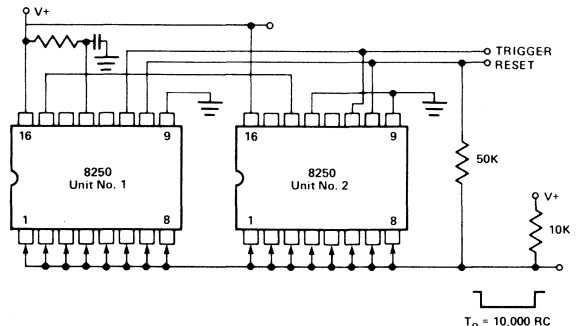 V+
TRIGGER
RESET
16
9
8250
Unit No. 1
1
8
16
9
8250
Unit No. 2
1
8
50K
V+
10K
To = 10,000 RC